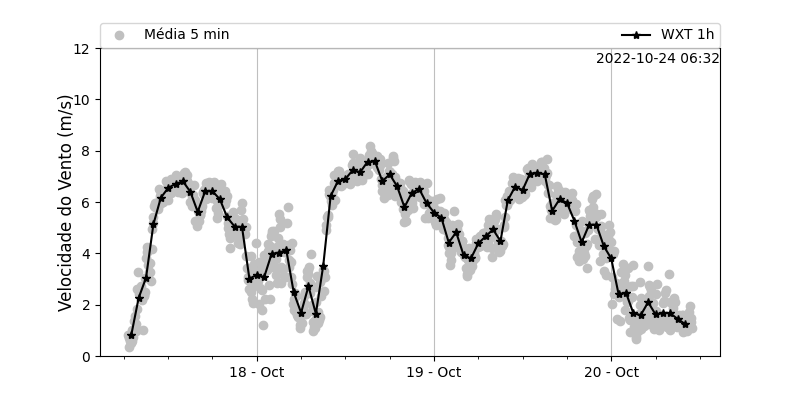 Média 5 min
WXT 1h
2022-10-24 06:32
Velocidade do Vento (m/s)
12
10
8
6
4
2
0
18 - Oct
19 - Oct
20 - Oct